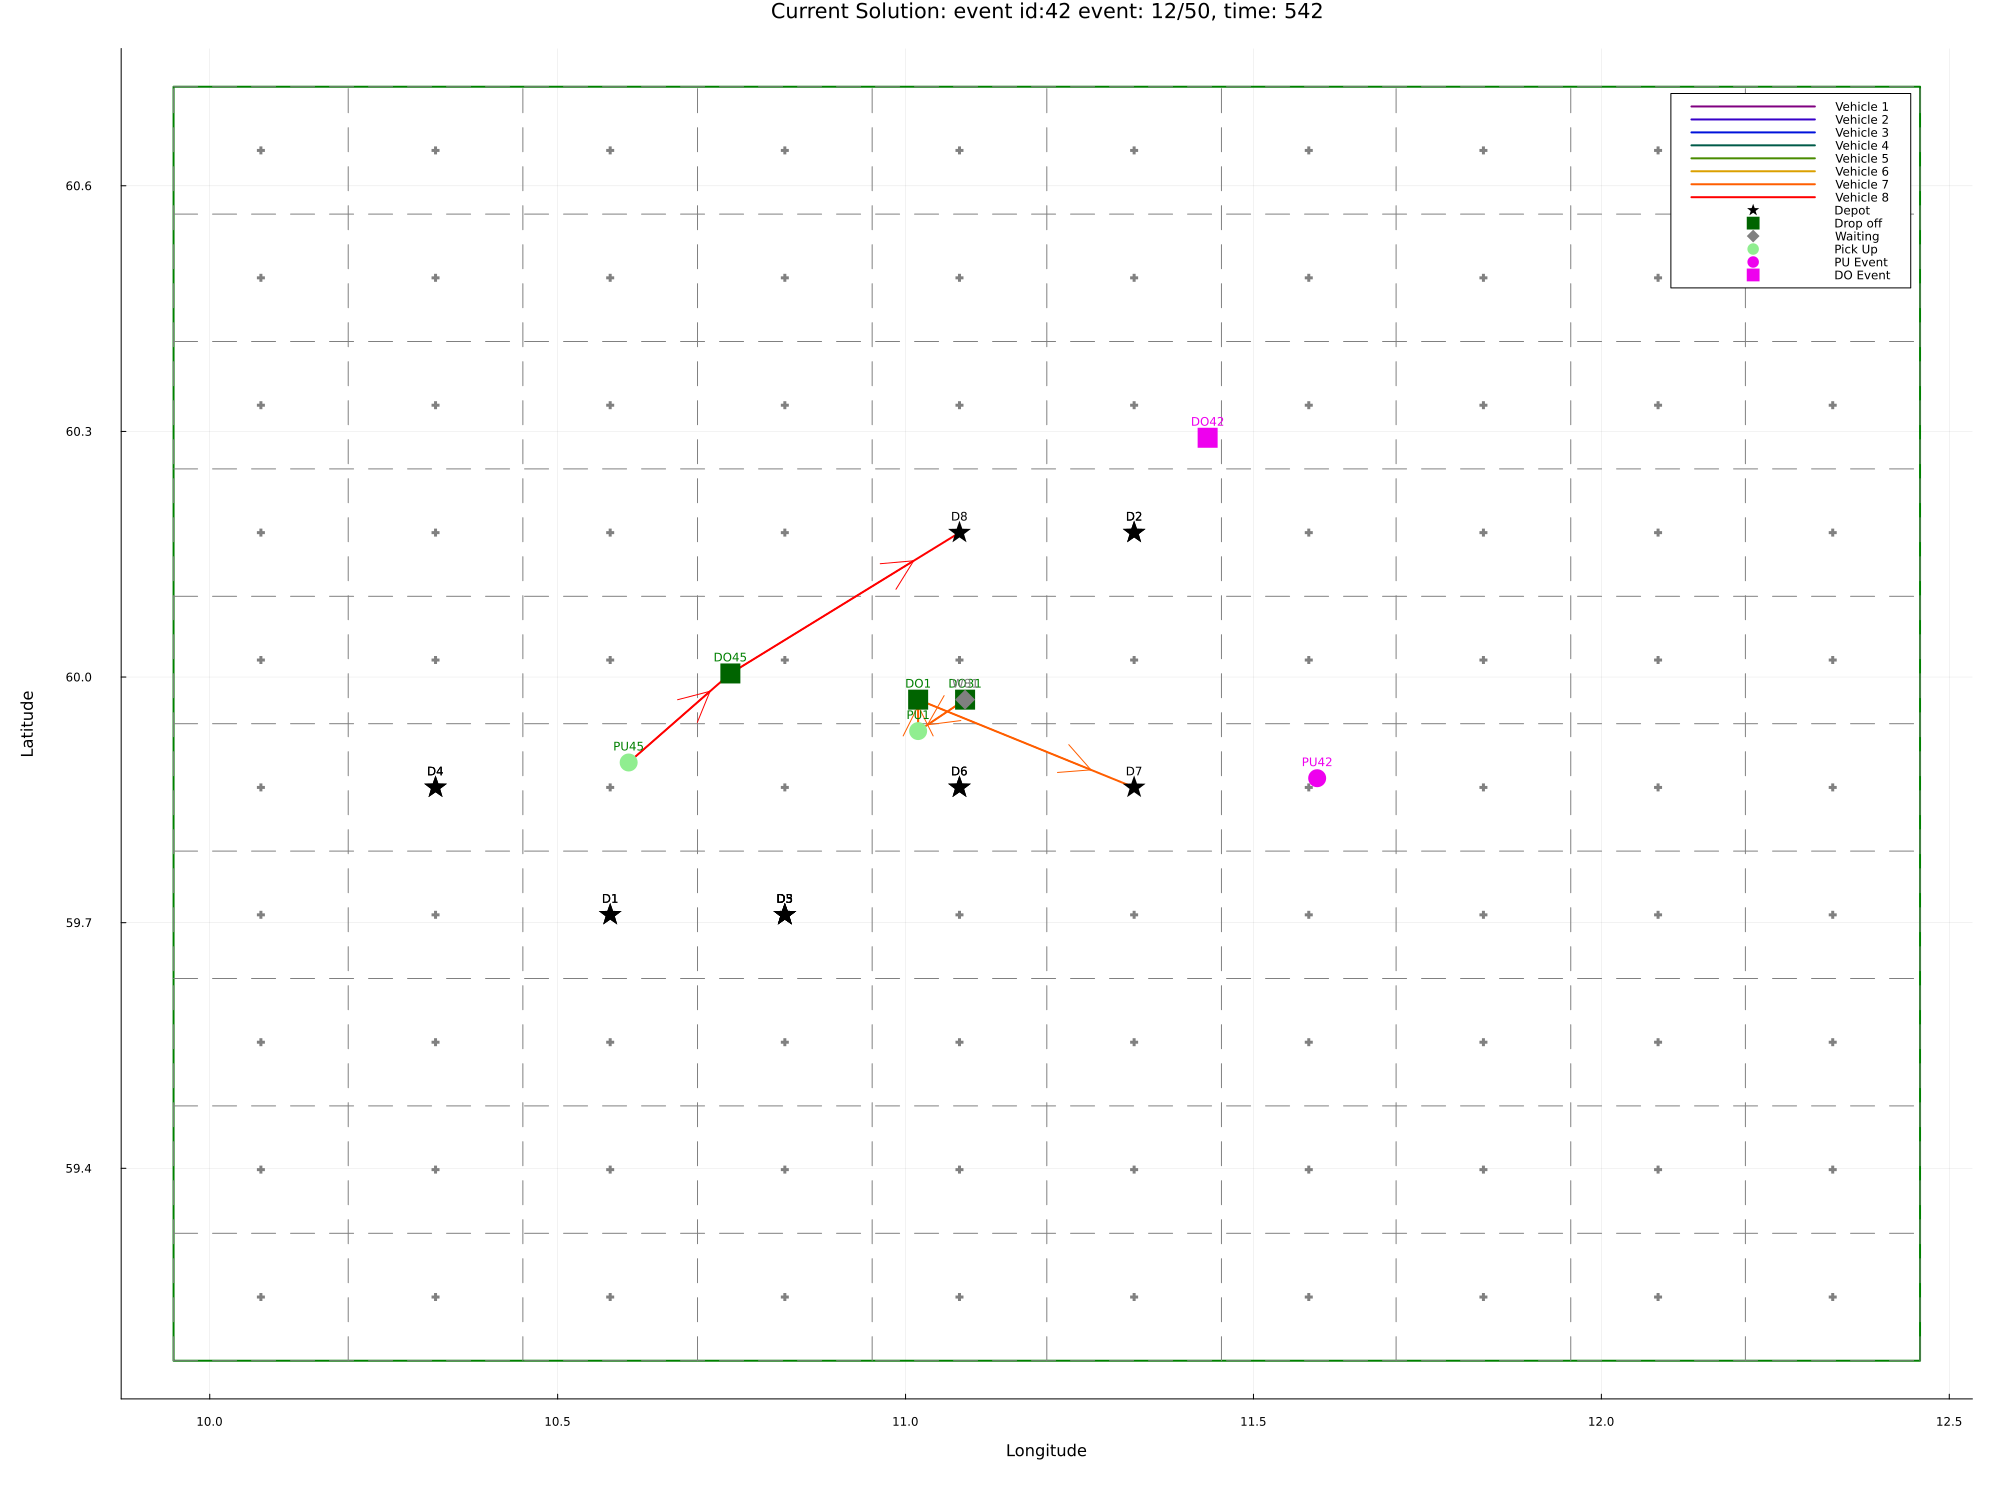 Current Solution: event id:42 event: 12/50, time: 542
Vehicle 1
Vehicle 2
Vehicle 3
Vehicle 4
Vehicle 5
Vehicle 6
Vehicle 7
Vehicle 8
Depot
Drop off
Waiting
Pick Up
PU Event
DO Event
60.6
60.3
60.0
59.7
59.4
Latitude
DO42
D8
D2
DO45
DO1
DO31
PU1
PU45
D4
D6
D7
PU42
D1
10.0
10.5
11.0
11.5
12.0
12.5
Longitude